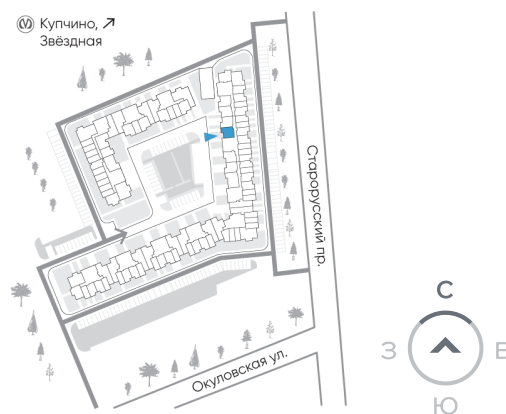 Купчино, ↗
Звёздная
Старорусский пр.
Окуловская ул.
С
З
В
Ю